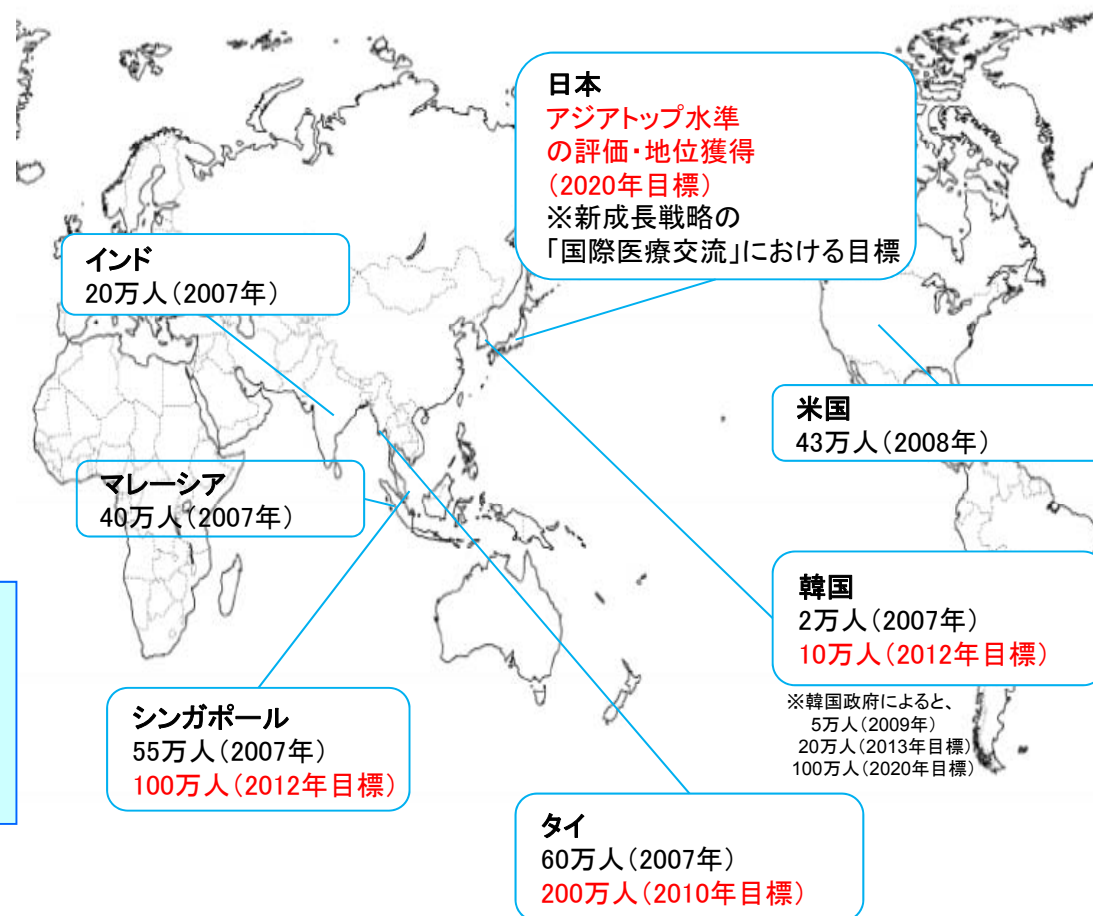 日本
アジアトップ水準
の評価・地位獲得
(2020年目標)
※新成長戦略の
「国際医療交流」における目標
インド
20万人(2007年)
米国
43万人(2008年)
マレーシア
40万人(2007年)
韓国
2万人(2007年)
10万人(2012年目標)
※韓国政府によると、
5万人(2009年)
20万人(2013年目標)
100万人(2020年目標)
シンガポール
55万人(2007年)
100万人(2012年目標)
タイ
60万人(2007年)
200万人(2010年目標)